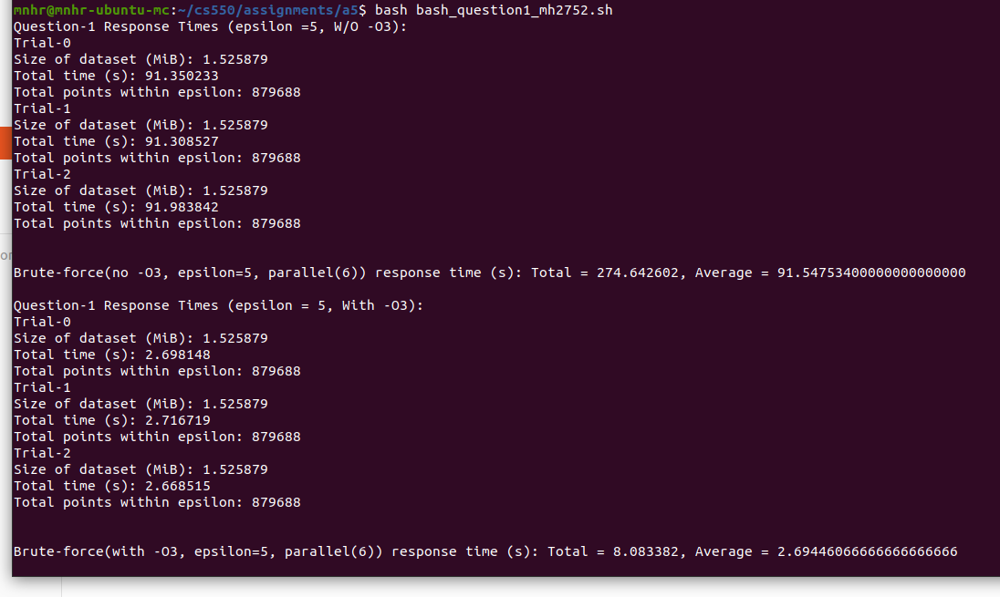 mnhr@mnhr-ubuntu-mc:~/cs550/assignments/a5$ bash bash_question1_mh2752.sh
Question-1 Response Times (epsilon =5, W/O -O3):
Trial-0
Size of dataset (MiB): 1.525879
Total time (s): 91.350233
Total points within epsilon: 879688
Trial-1
Size of dataset (MiB): 1.525879
Total time (s): 91.308527
Total points within epsilon: 879688
Trial-2
Size of dataset (MiB): 1.525879
Total time (s): 91.983842
Total points within epsilon: 879688
Brute-force(no -O3, epsilon=5, parallel(6)) response time (s): Total = 274.642602, Average = 91.54753400000000000000
Question-1 Response Times (epsilon = 5, With -O3):
Trial-0
Size of dataset (MiB): 1.525879
Total time (s): 2.698148
Total points within epsilon: 879688
Trial-1
Size of dataset (MiB): 1.525879
Total time (s): 2.716719
Total points within epsilon: 879688
Trial-2
Size of dataset (MiB): 1.525879
Total time (s): 2.668515
Total points within epsilon: 879688
Brute-force(with -O3, epsilon=5, parallel(6)) response time (s): Total = 8.083382, Average = 2.69446066666666666666